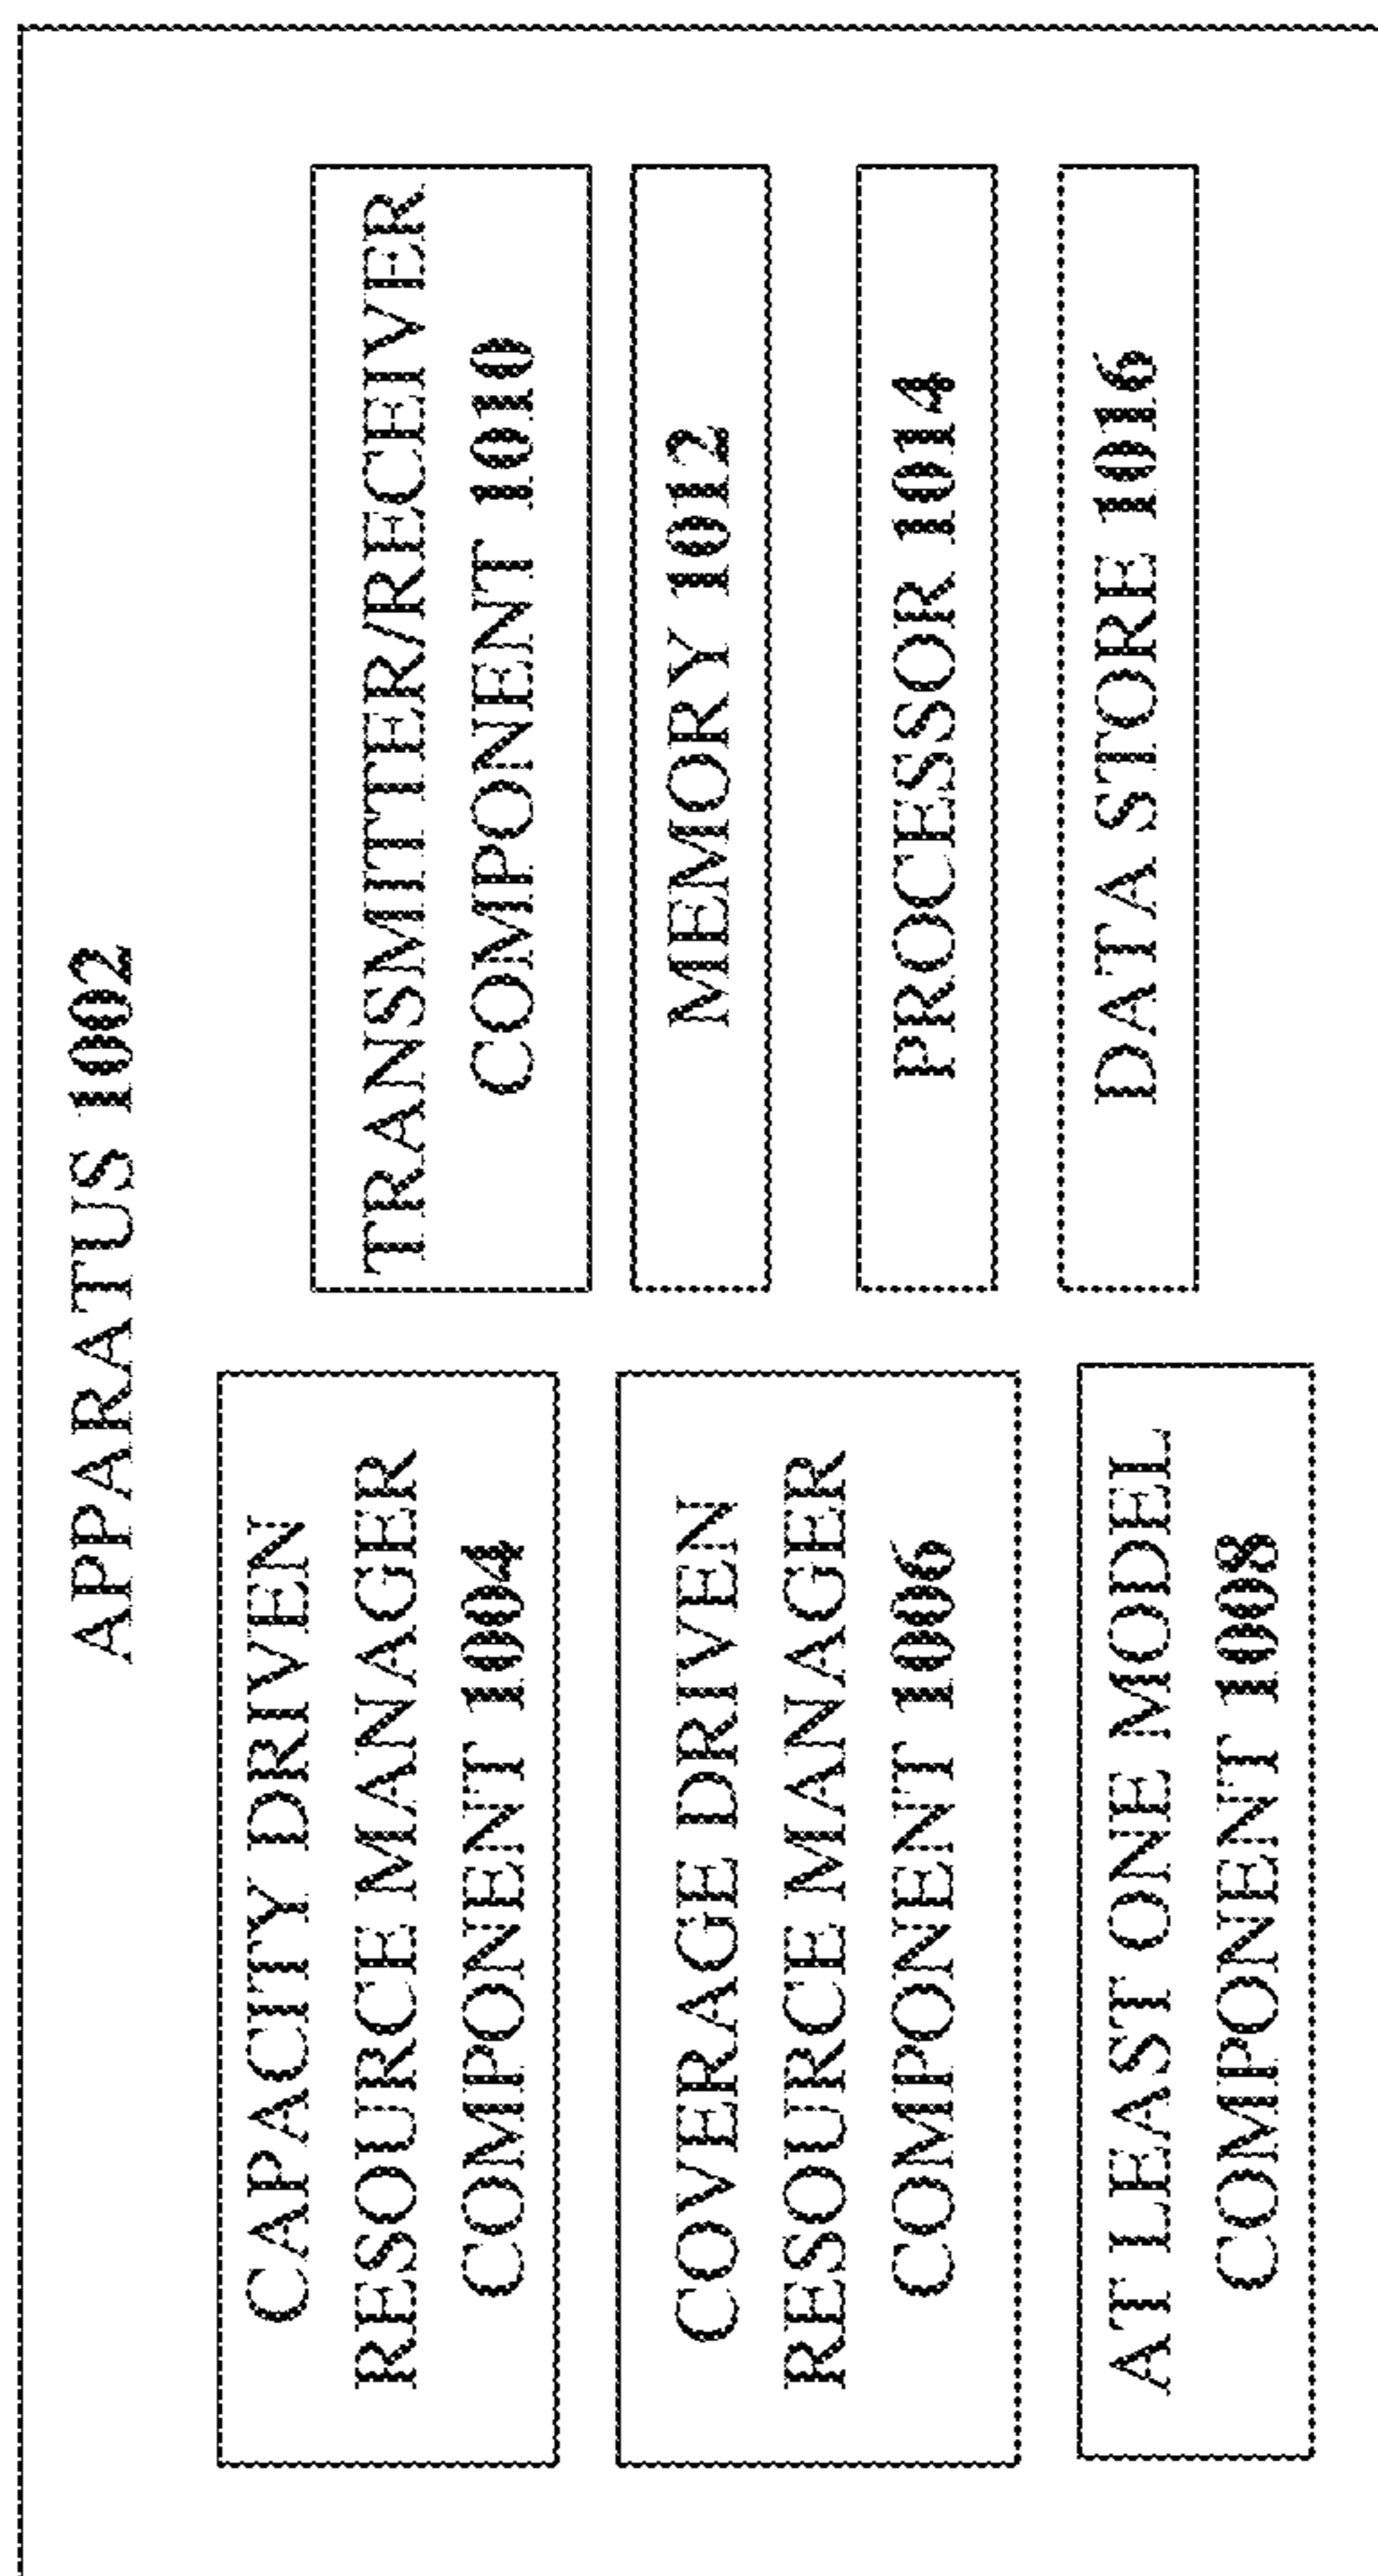 APPARATUS 1002
CAPACITY DRIVEN
RESOURCE MANAGER
COMPONENT 1004
COVERAGE DRIVEN
RESOURCE MANAGER
COMPONENT 1006
AT LEAST ONE MODEL
COMPONENT 1008
TRANSMITTER/RECEIVER
COMPONENT 1010
MEMORY 1012
PROCESSOR 1014
DATA STORE 1016